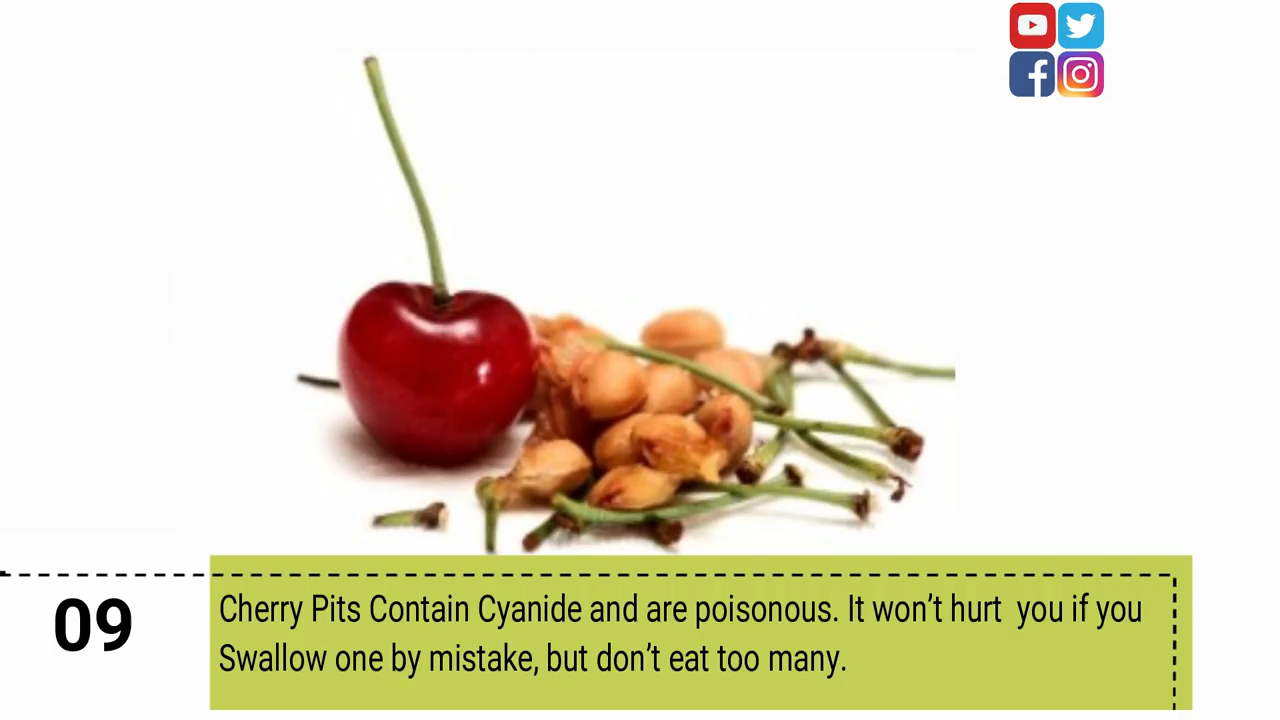 09
Cherry Pits Contain Cyanide and are poisonous. It won’t hurt  you if you
Swallow one by mistake, but don’t eat too many.